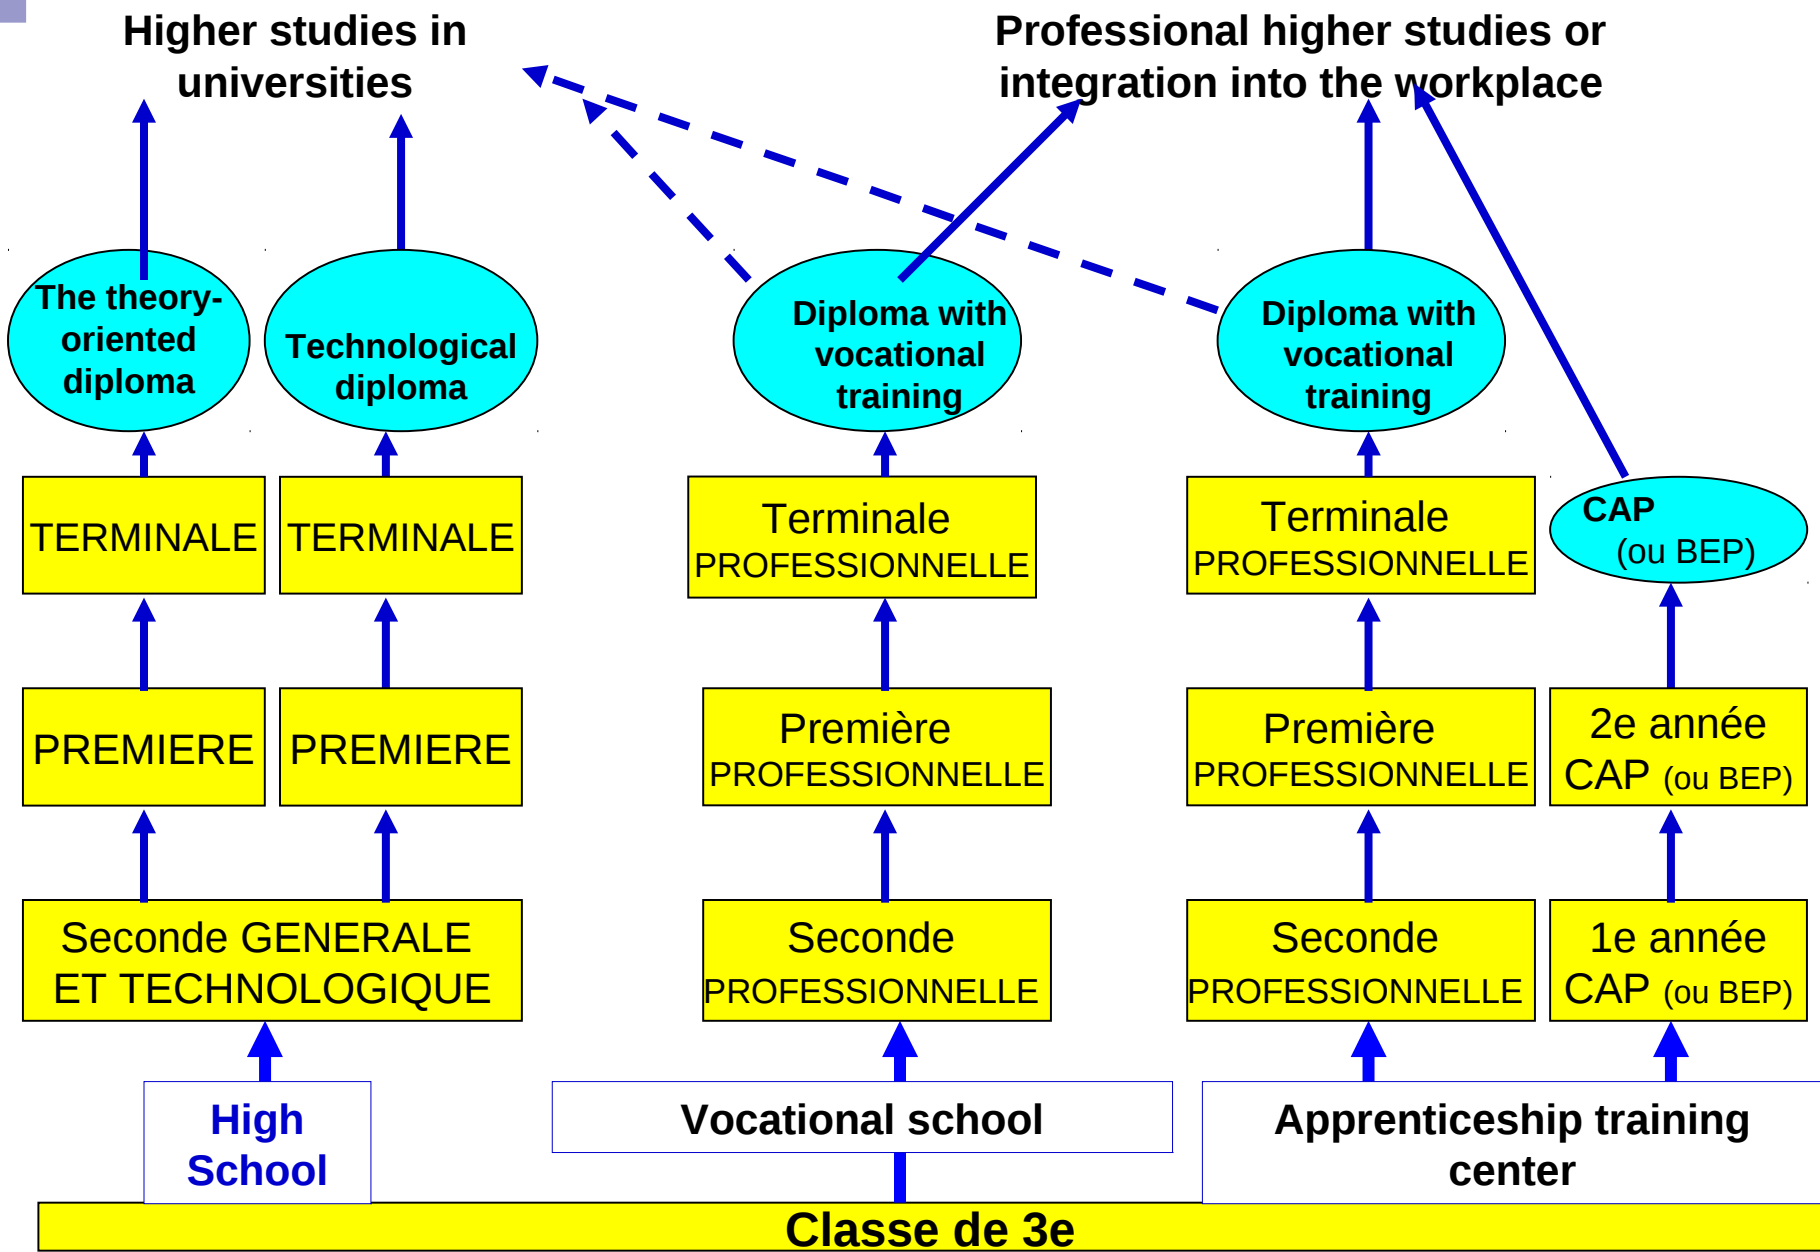 Higher studies in
universities
Professional higher studies or
integration into the workplace
The theory-
oriented
diploma
Technological
diploma
Diploma with
vocational
training
Diploma with
vocational
training
TERMINALE
TERMINALE
Terminale
PROFESSIONNELLE
Terminale
PROFESSIONNELLE
CAP
(ou BEP)
PREMIERE
PREMIERE
Première
PROFESSIONNELLE
Première
PROFESSIONNELLE
2e année
CAP (ou BEP)
Seconde GENERALE
ET TECHNOLOGIQUE
Seconde
PROFESSIONNELLE
Seconde
PROFESSIONNELLE
1e année
CAP (ou BEP)
High
School
Vocational school
Apprenticeship training
center
Classe de 3e